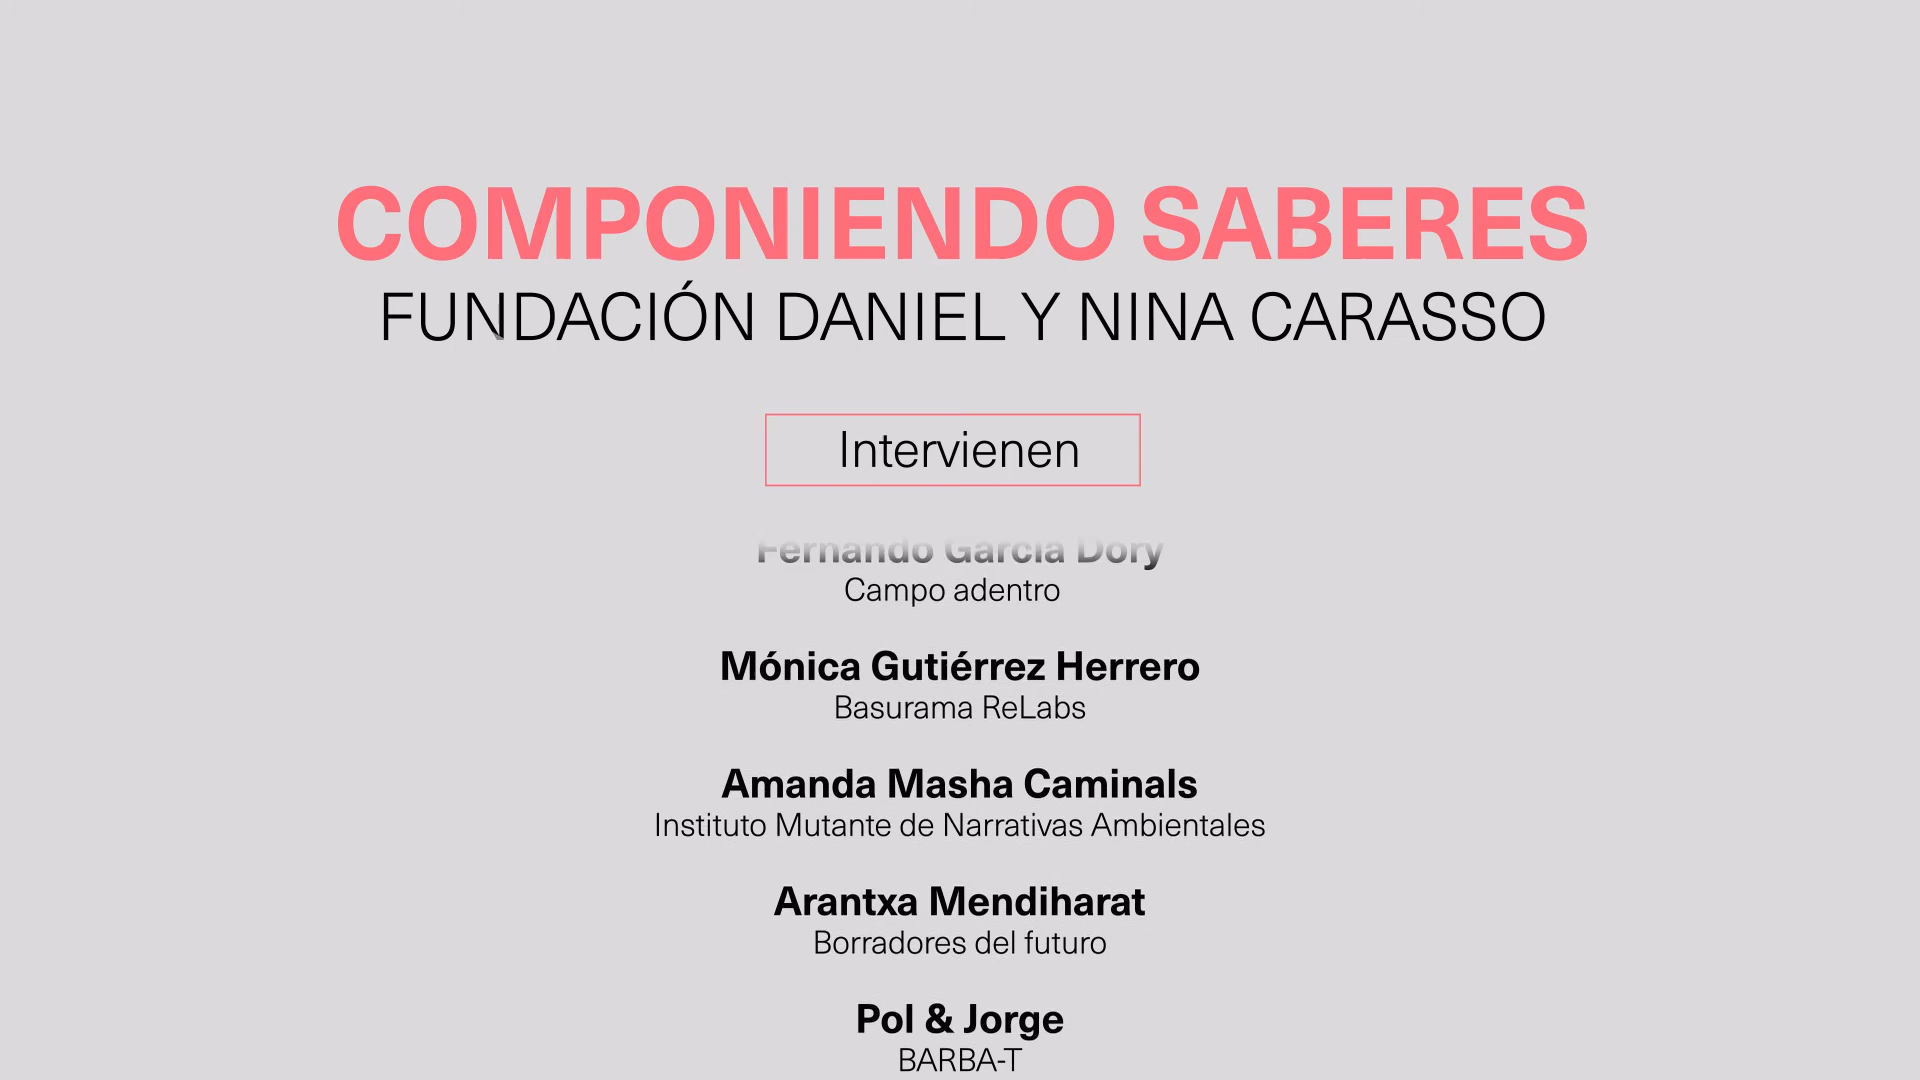 COMPONIENDO SABERES
FUNDACIÓN DANIEL Y NINA CARASSO
Intervienen
Fernando García Dory
Campo adentro
Mónica Gutiérrez Herrero
Basurama ReLabs
Amanda Masha Caminals
Instituto Mutante de Narrativas Ambientales
Arantxa Mendiharat
Borradores del futuro
Pol & Jorge
BARBA-T